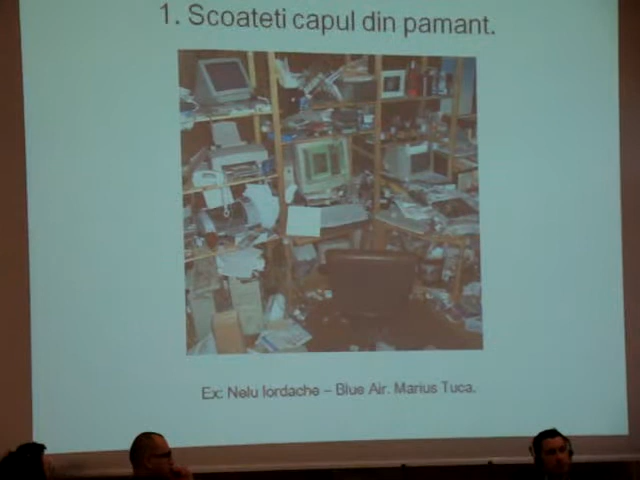 1. Scoateti capul din pamant.
Ex: Nelu Iordache – Blue Air. Marius Tuca.